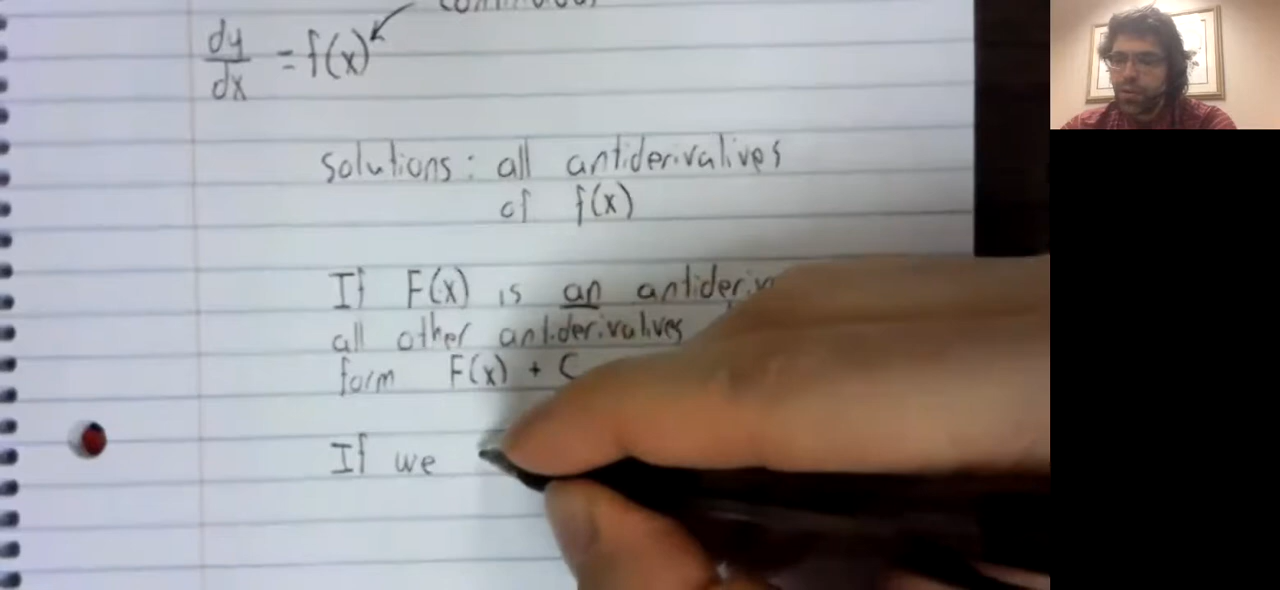 dy/dx = f(x)
solutions: all antiderivatives
of f(x)
If F(x) is an
all other antiderivatives
form F(x) + C
If we